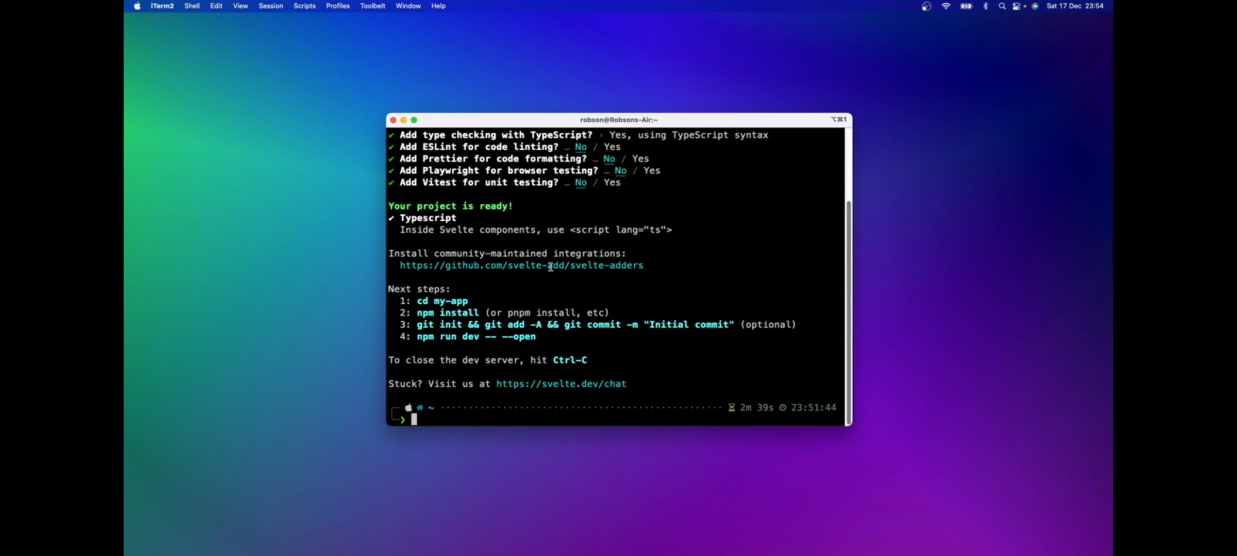 iTerm2 Shell Edit View Session Scripts Profiles Toolbelt Window Help Sat 17 Dec 23:54
robson@Robsons-Air:~ ⌥⌘1
✔ Add type checking with TypeScript? › Yes, using TypeScript syntax
✔ Add ESLint for code linting? … No / Yes
✔ Add Prettier for code formatting? … No / Yes
✔ Add Playwright for browser testing? … No / Yes
✔ Add Vitest for unit testing? … No / Yes
Your project is ready!
✔ Typescript
Inside Svelte components, use <script lang="ts">
Install community-maintained integrations:
https://github.com/svelte-add/svelte-adders
Next steps:
1: cd my-app
2: npm install (or pnpm install, etc)
3: git init && git add -A && git commit -m "Initial commit" (optional)
4: npm run dev -- --open
To close the dev server, hit Ctrl-C
Stuck? Visit us at https://svelte.dev/chat
~ 2m 39s 23:51:44
❯